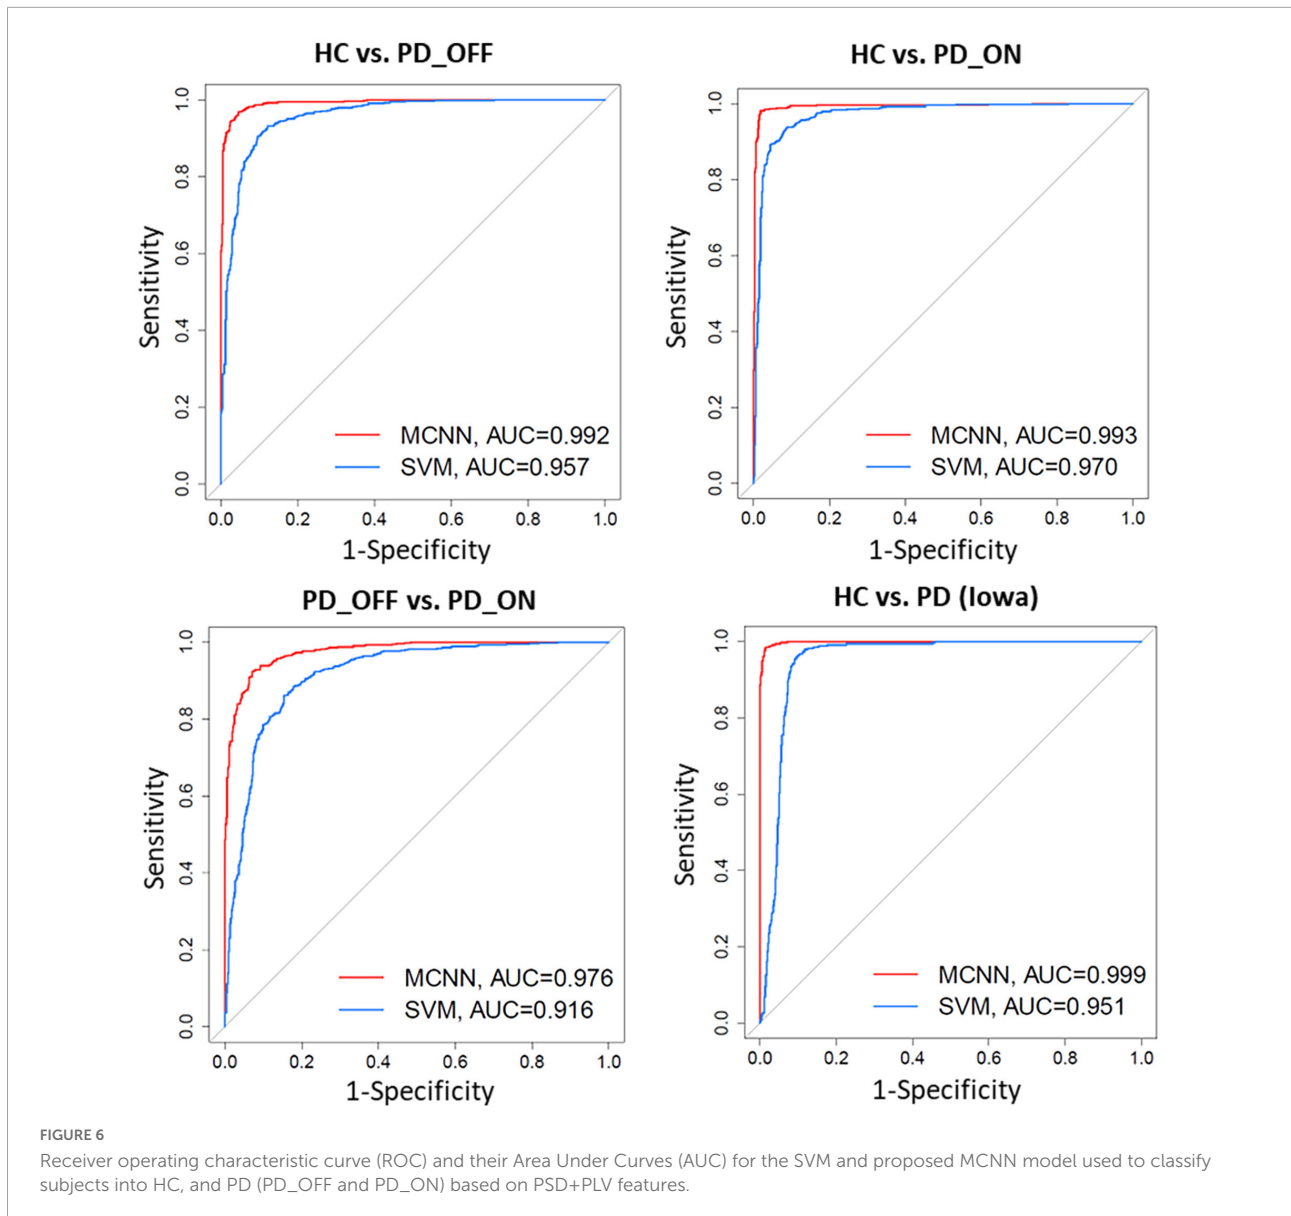 HC vs. PD_OFF
Sensitivity
1.0
0.8
0.6
0.4
0.2
0.0
MCNN, AUC=0.992
SVM, AUC=0.957
0.0 0.2 0.4 0.6 0.8 1.0
1-Specificity
HC vs. PD_ON
Sensitivity
1.0
0.8
0.6
0.4
0.2
0.0
MCNN, AUC=0.993
SVM, AUC=0.970
0.0 0.2 0.4 0.6 0.8 1.0
1-Specificity
PD_OFF vs. PD_ON
Sensitivity
1.0
0.8
0.6
0.4
0.2
0.0
MCNN, AUC=0.976
SVM, AUC=0.916
0.0 0.2 0.4 0.6 0.8 1.0
1-Specificity
HC vs. PD (Iowa)
Sensitivity
1.0
0.8
0.6
0.4
0.2
0.0
MCNN, AUC=0.999
SVM, AUC=0.951
0.0 0.2 0.4 0.6 0.8 1.0
1-Specificity
FIGURE 6
Receiver operating characteristic curve (ROC) and their Area Under Curves (AUC) for the SVM and proposed MCNN model used to classify
subjects into HC, and PD (PD_OFF and PD_ON) based on PSD+PLV features.